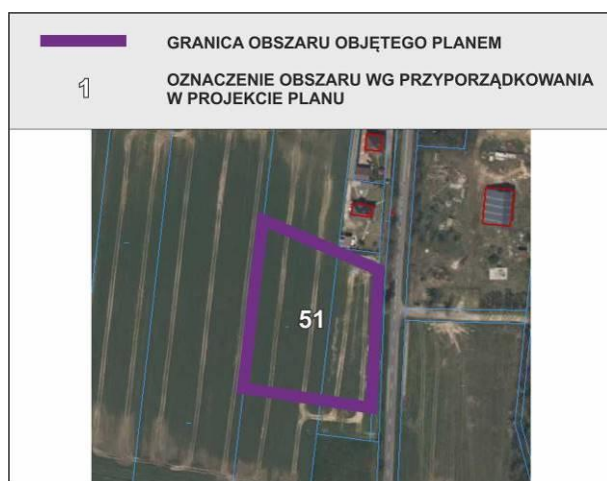 GRANICA OBSZARU OBJĘTEGO PLANEM
1
OZNACZENIE OBSZARU WG PRZYPORZĄDKOWANIA
W PROJEKCIE PLANU
51